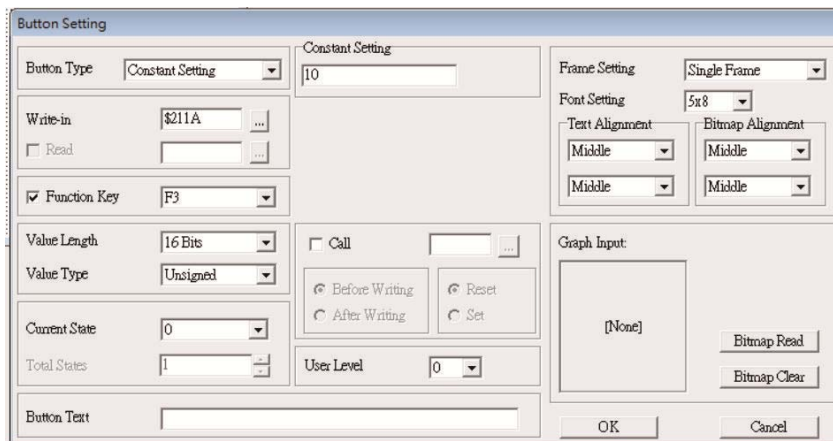 Button Setting
Button Type Constant Setting
Constant Setting
10
Write-in $211A ...
Read ...
Function Key F3
Value Length 16 Bits
Value Type Unsigned
Current State 0
Total States 1
Button Text
Call ...
Before Writing
After Writing
Reset
Set
User Level 0
Frame Setting Single Frame
Font Setting 5x8
Text Alignment
Middle
Middle
Bitmap Alignment
Middle
Middle
Graph Input:
[None]
Bitmap Read
Bitmap Clear
OK Cancel